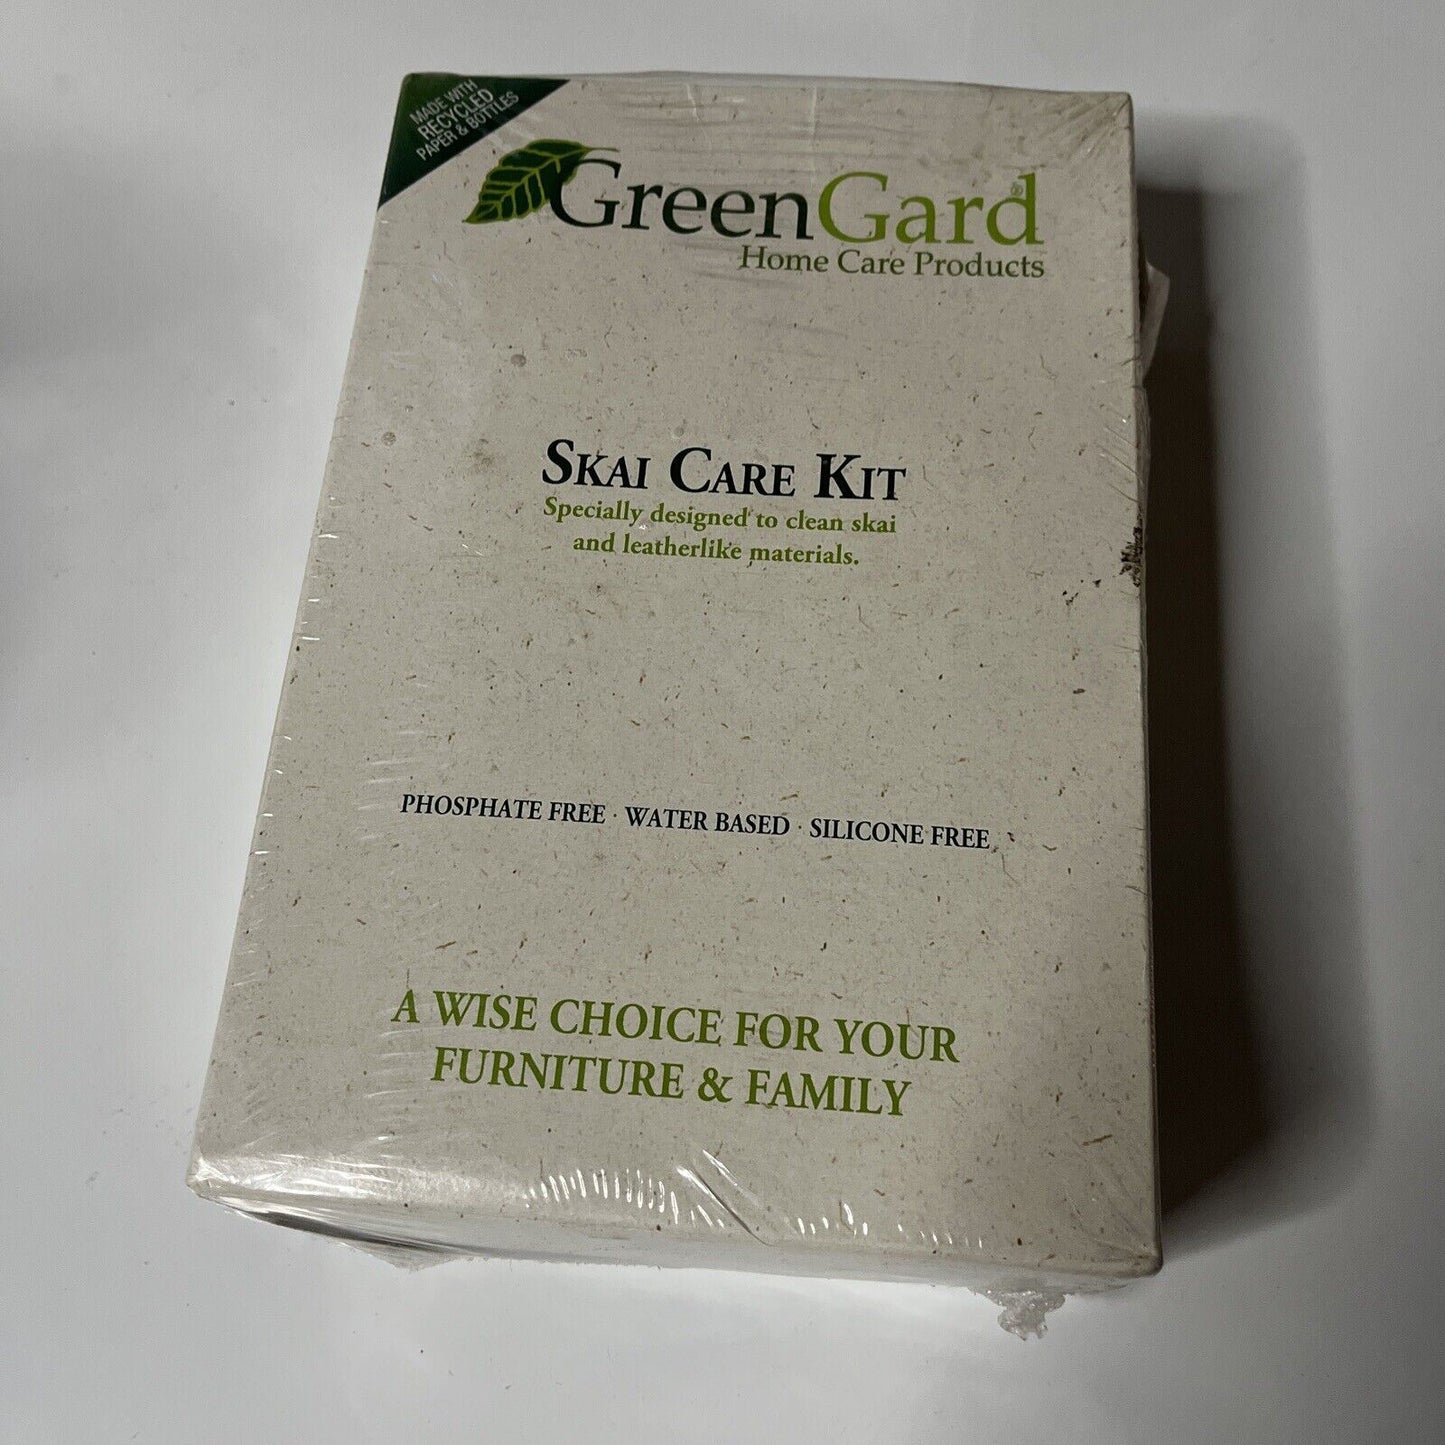 MADE WITH
RECYCLED
PAPER & BOTTLES
GreenGard®
Home Care Products
SKAI CARE KIT
Specially designed to clean skai
and leatherlike materials.
PHOSPHATE FREE · WATER BASED · SILICONE FREE
A WISE CHOICE FOR YOUR
FURNITURE & FAMILY